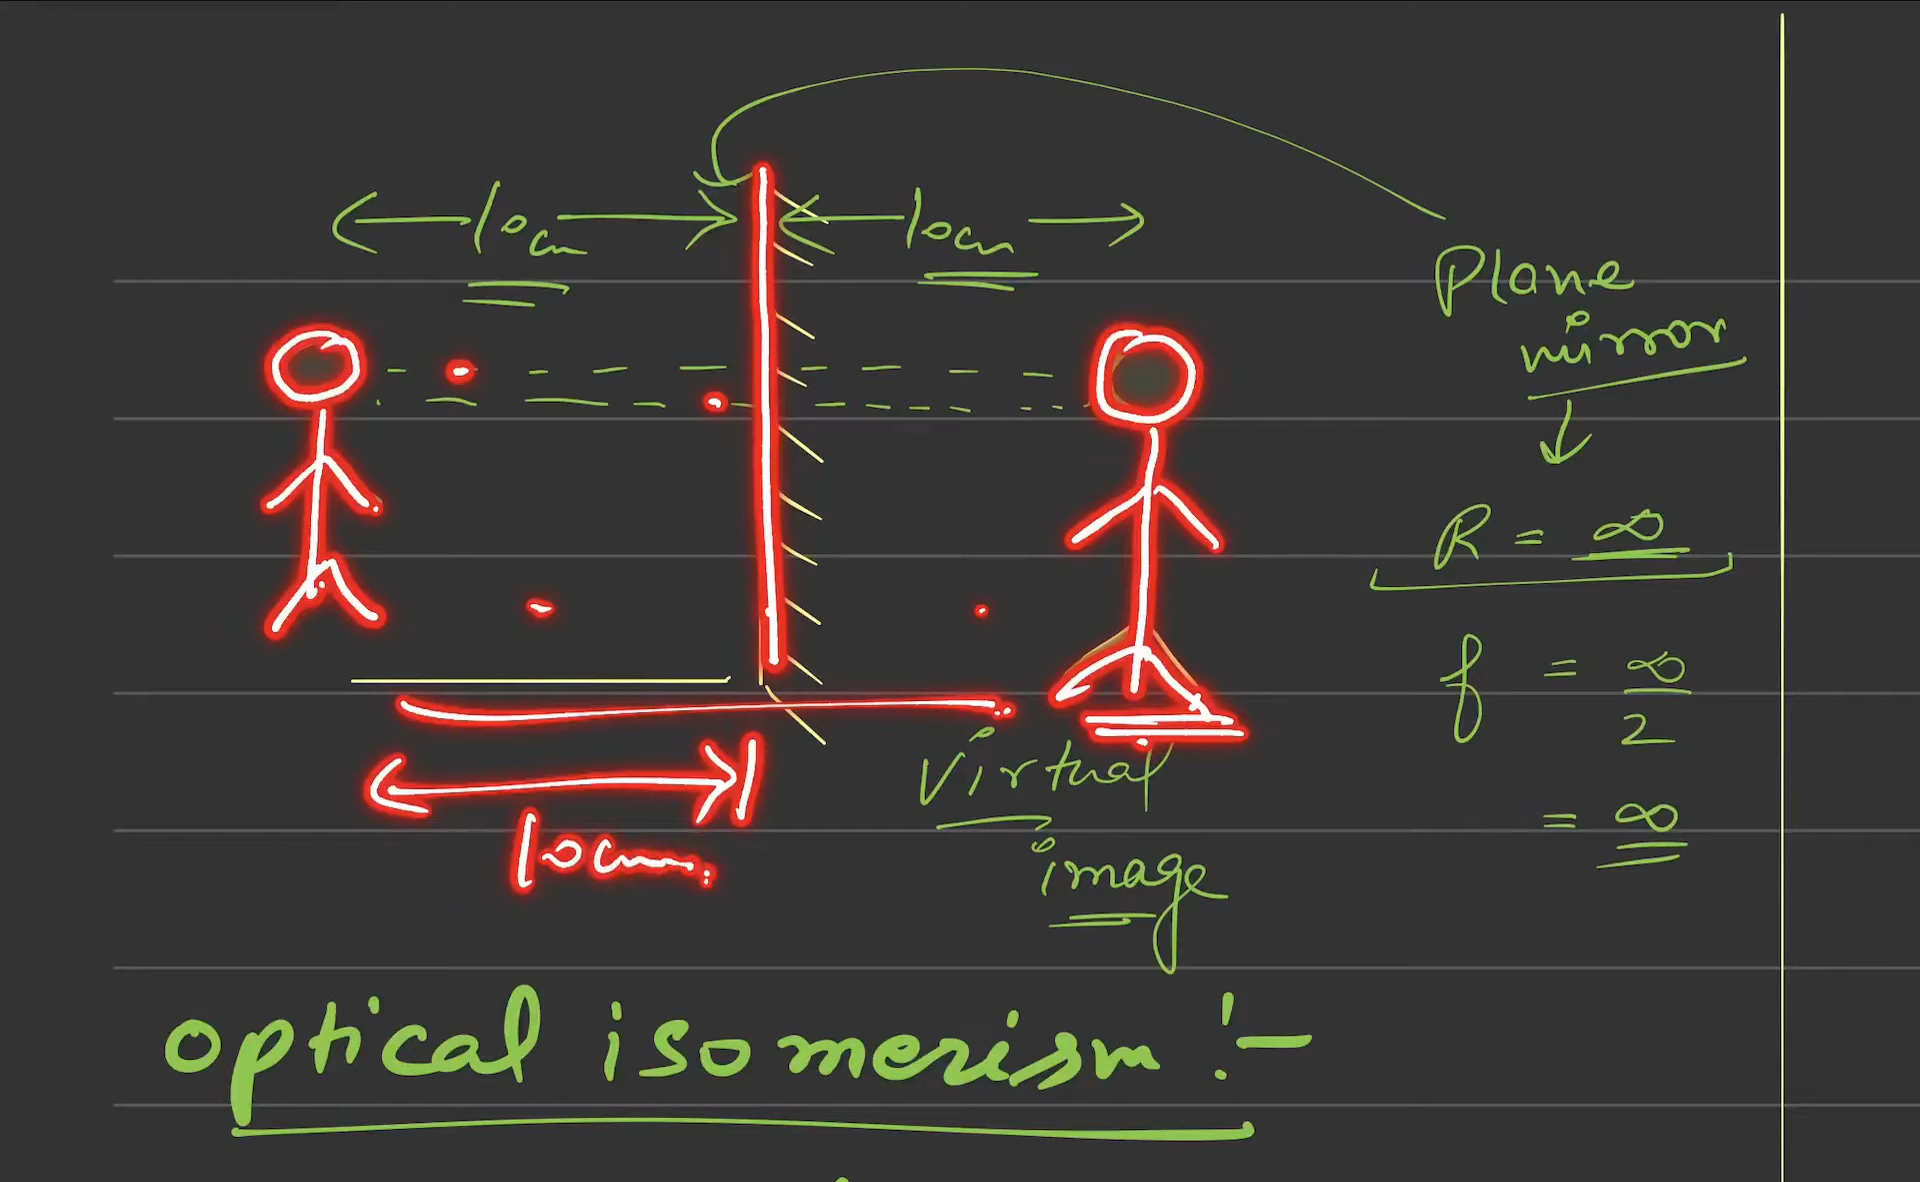 10cm
10cm
Plane
mirror
R = ∞
f = ∞/2
= ∞
10cm
Virtual
image
optical isomerism :-